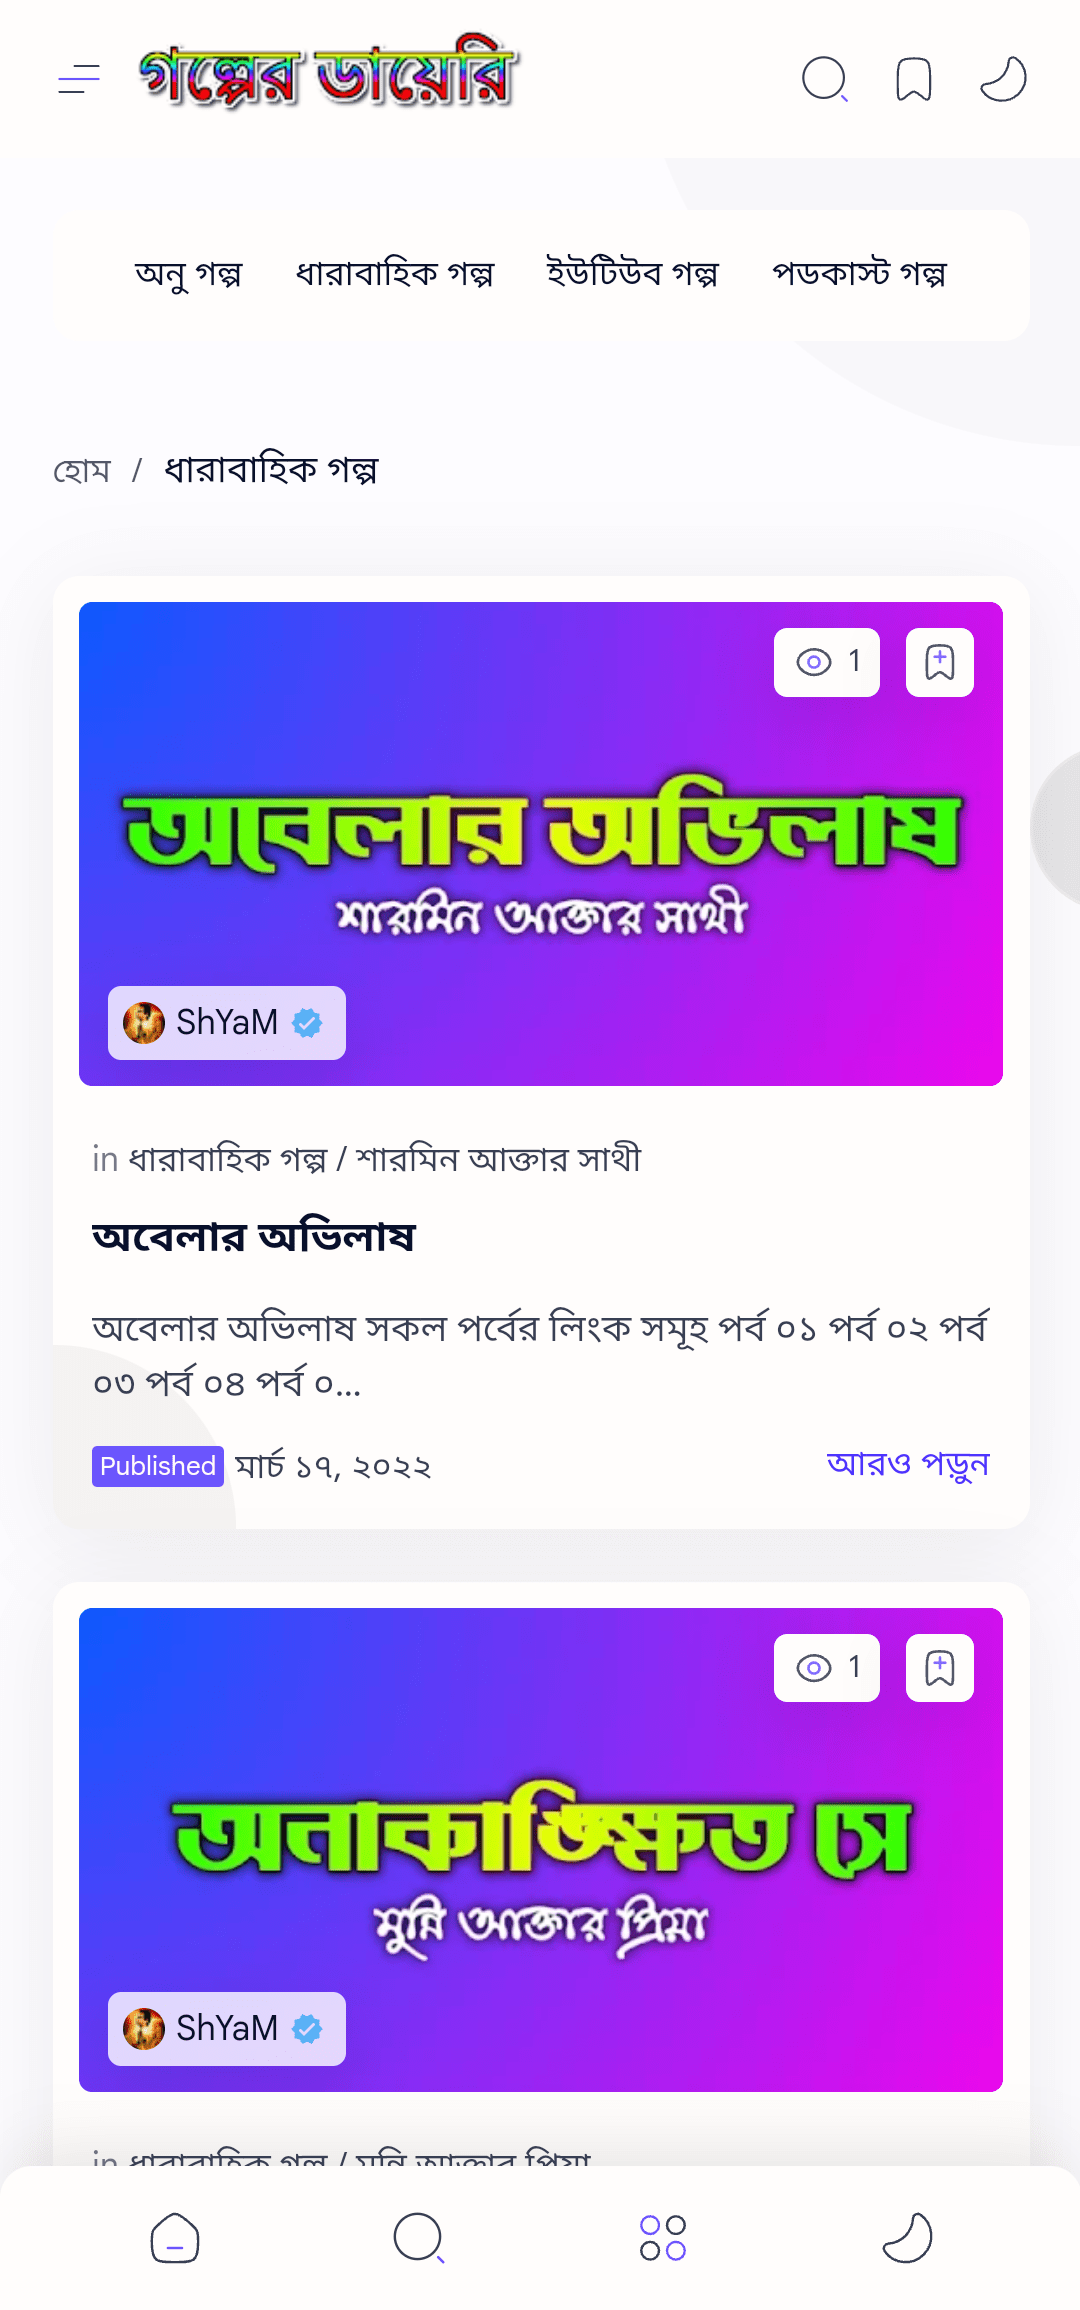 গল্পের ডায়েরি
অনু গল্প ধারাবাহিক গল্প ইউটিউব গল্প পডকাস্ট গল্প
হোম / ধারাবাহিক গল্প
1
অবেলার অভিলাষ
শারমিন আক্তার সাথী
ShYaM
in ধারাবাহিক গল্প / শারমিন আক্তার সাথী
অবেলার অভিলাষ
অবেলার অভিলাষ সকল পর্বের লিংক সমূহ পর্ব ০১ পর্ব ০২ পর্ব
০৩ পর্ব ০৪ পর্ব ০...
Published মার্চ ১৭, ২০২২ আরও পড়ুন
1
অনাকাঙ্ক্ষিত সে
মুন্নি আক্তার প্রিয়া
ShYaM
in ধারাবাহিক গল্প / মুন্নি আক্তার প্রিয়া